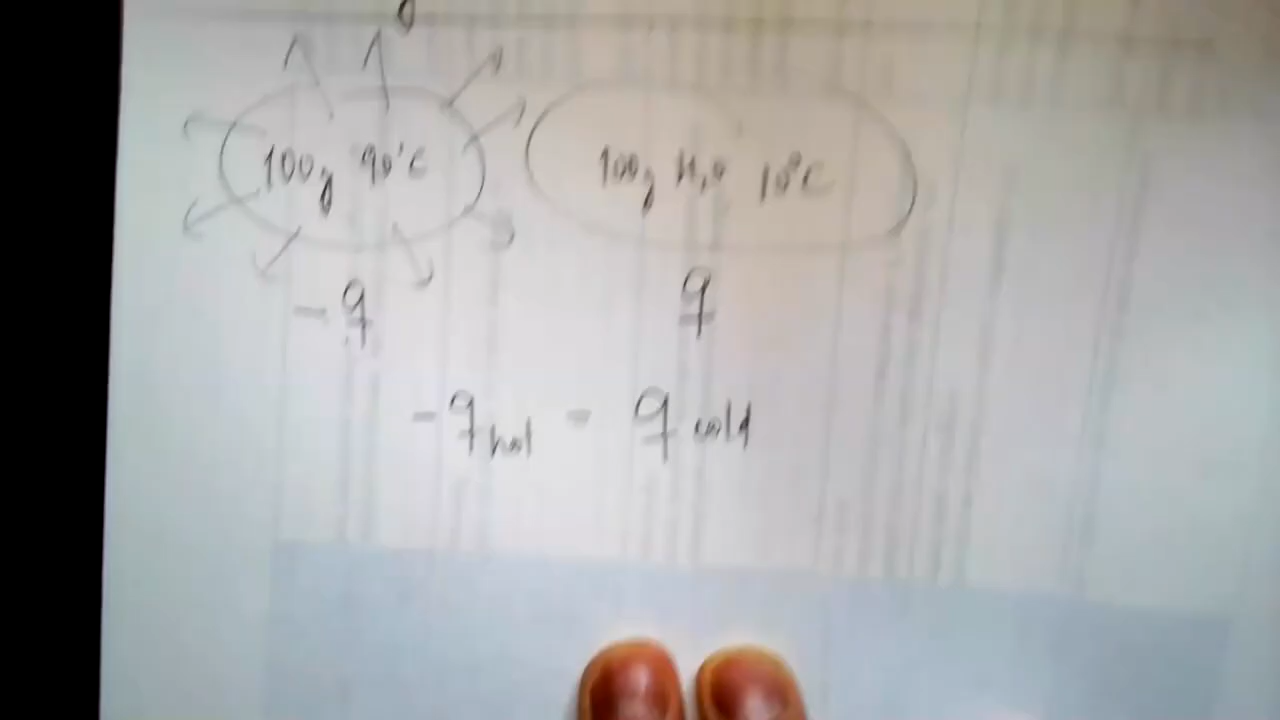 100g 90°C 100g H₂O 10°C
- q q
- q hot = q cold